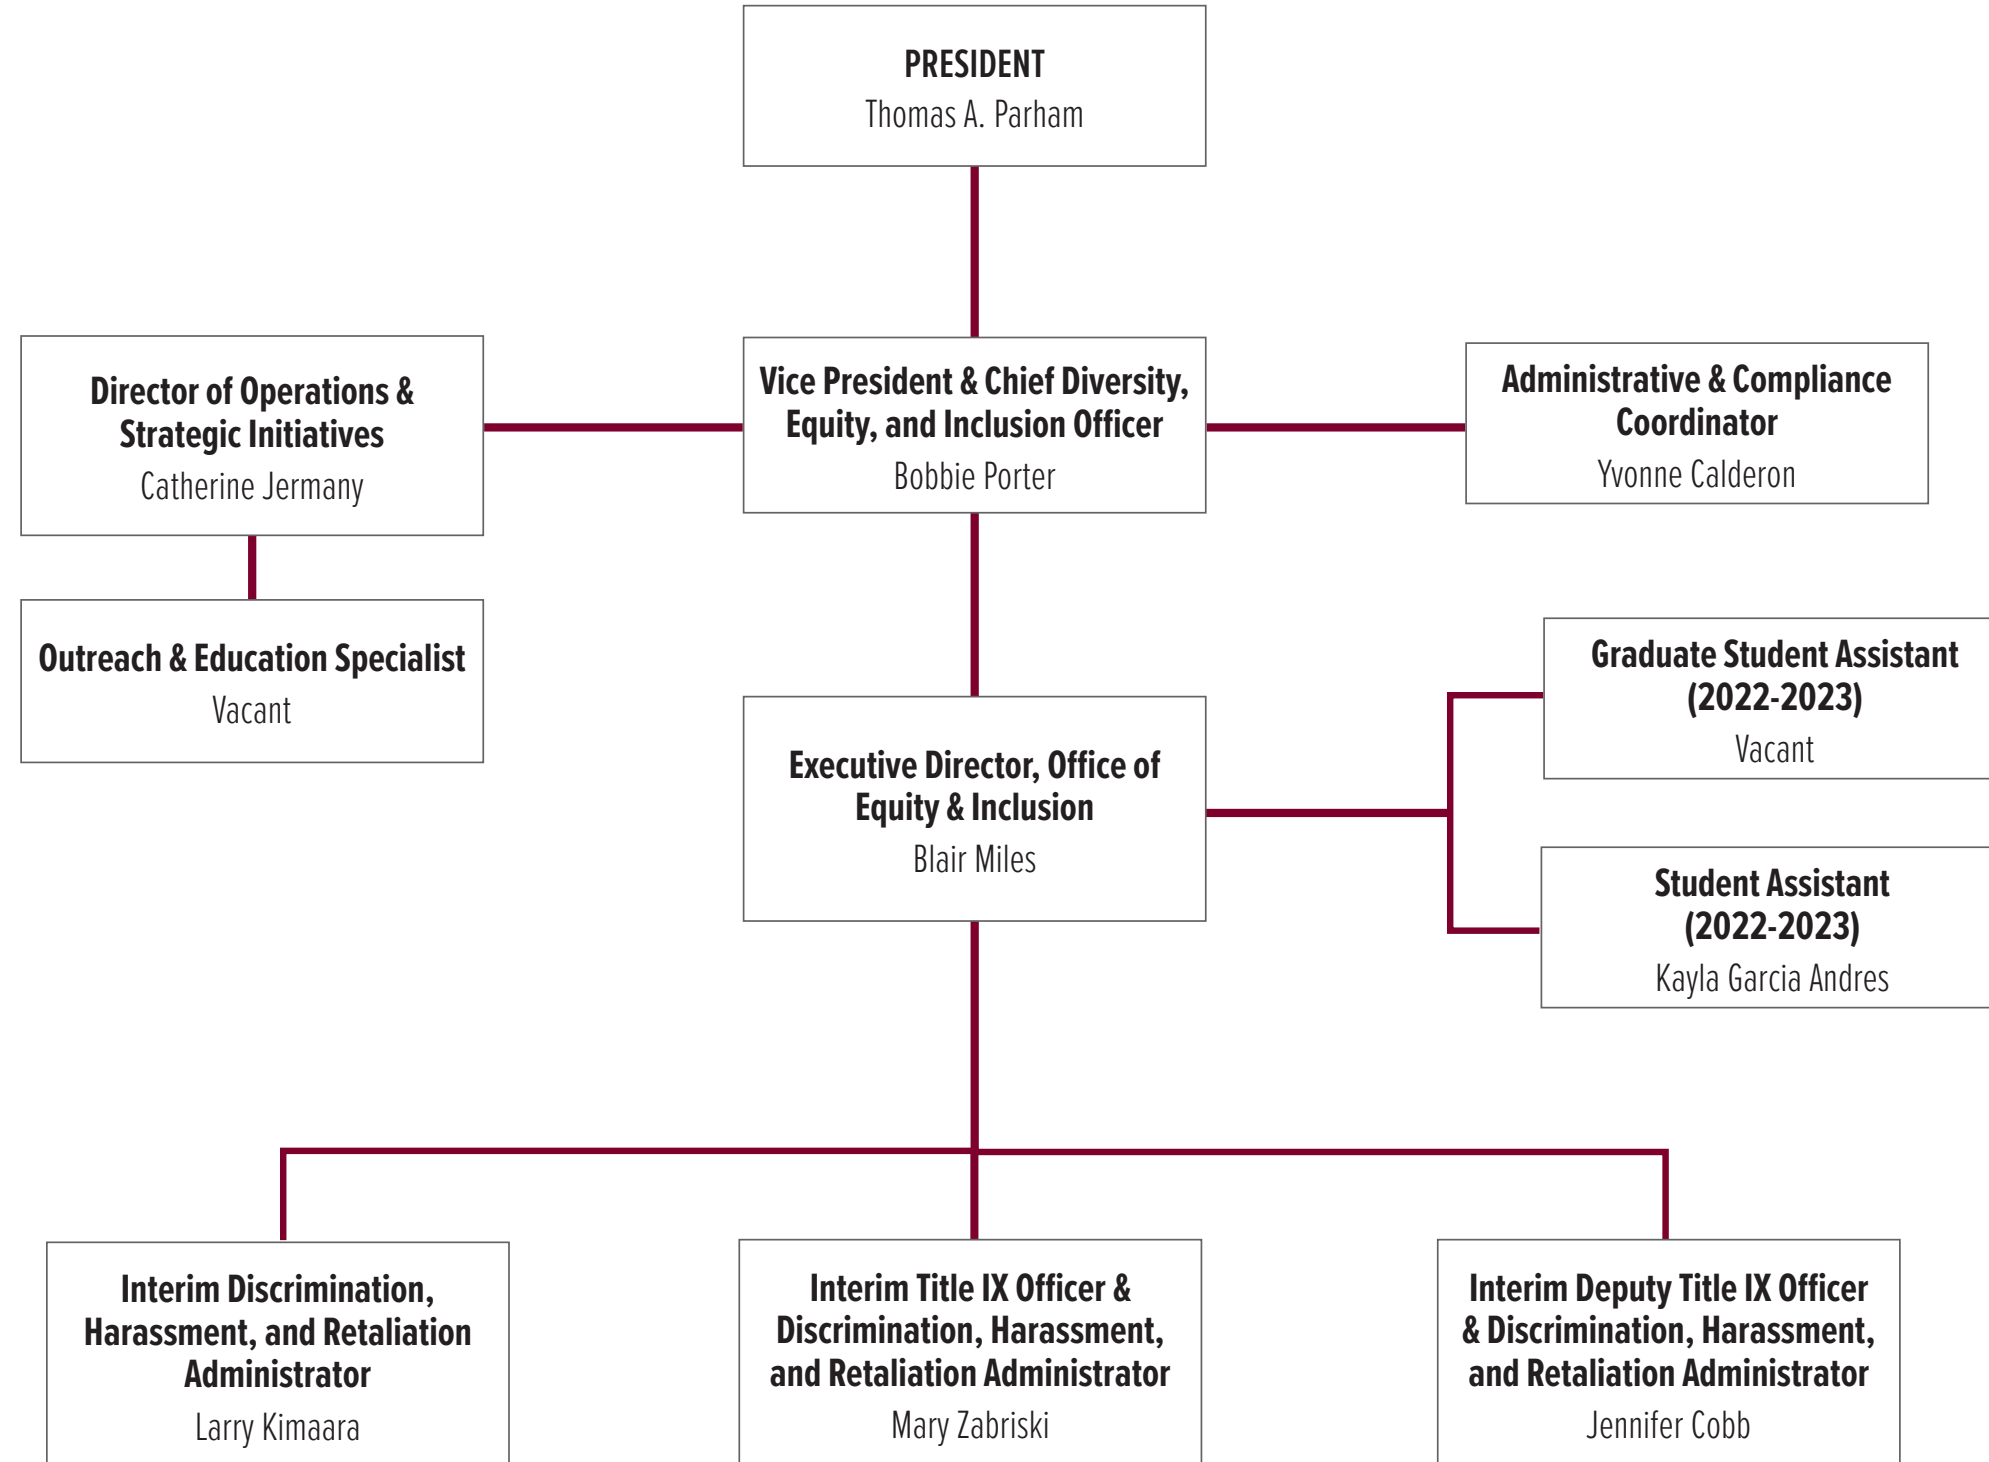 PRESIDENT
Thomas A. Parham
Director of Operations &
Strategic Initiatives
Catherine Jermany
Vice President & Chief Diversity,
Equity, and Inclusion Officer
Bobbie Porter
Administrative & Compliance
Coordinator
Yvonne Calderon
Outreach & Education Specialist
Vacant
Executive Director, Office of
Equity & Inclusion
Blair Miles
Graduate Student Assistant
(2022-2023)
Vacant
Student Assistant
(2022-2023)
Kayla Garcia Andres
Interim Discrimination,
Harassment, and Retaliation
Administrator
Larry Kimaara
Interim Title IX Officer &
Discrimination, Harassment,
and Retaliation Administrator
Mary Zabriski
Interim Deputy Title IX Officer
& Discrimination, Harassment,
and Retaliation Administrator
Jennifer Cobb